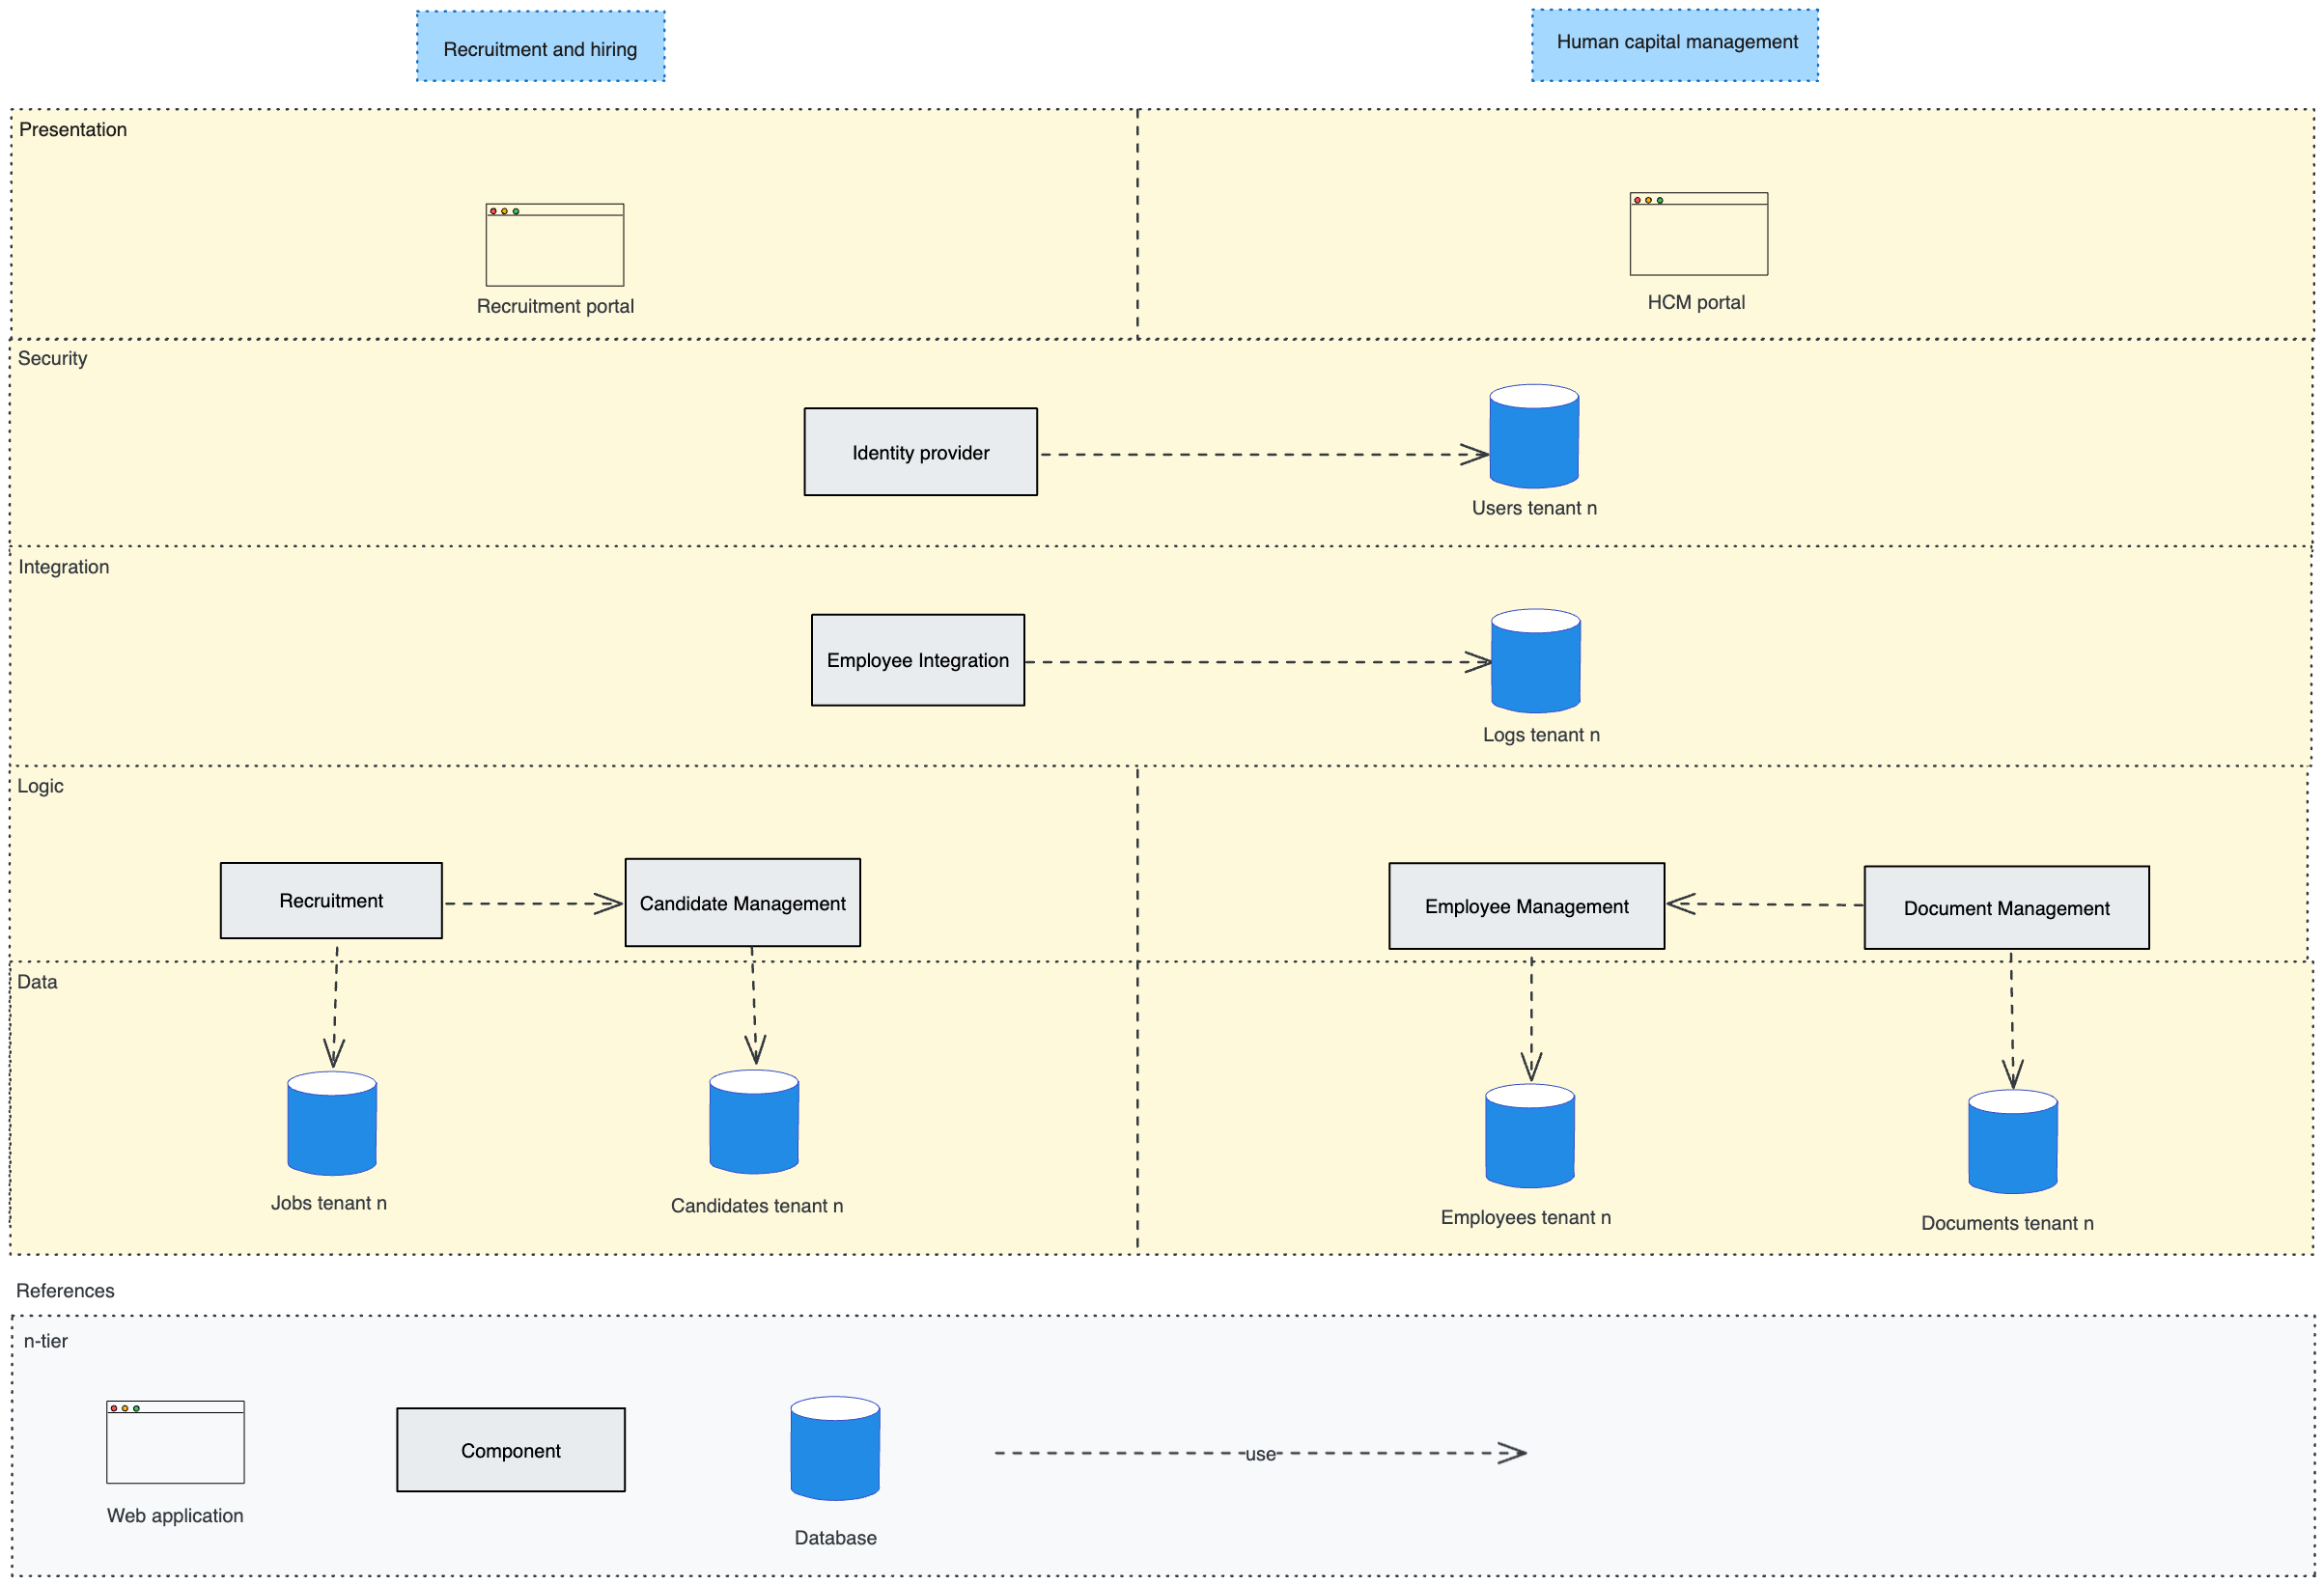 Recruitment and hiring
Human capital management
Presentation
Recruitment portal
HCM portal
Security
Identity provider
Users tenant n
Integration
Employee Integration
Logs tenant n
Logic
Recruitment
Candidate Management
Employee Management
Document Management
Data
Jobs tenant n
Candidates tenant n
Employees tenant n
Documents tenant n
References
n-tier
Web application
Component
Database
use